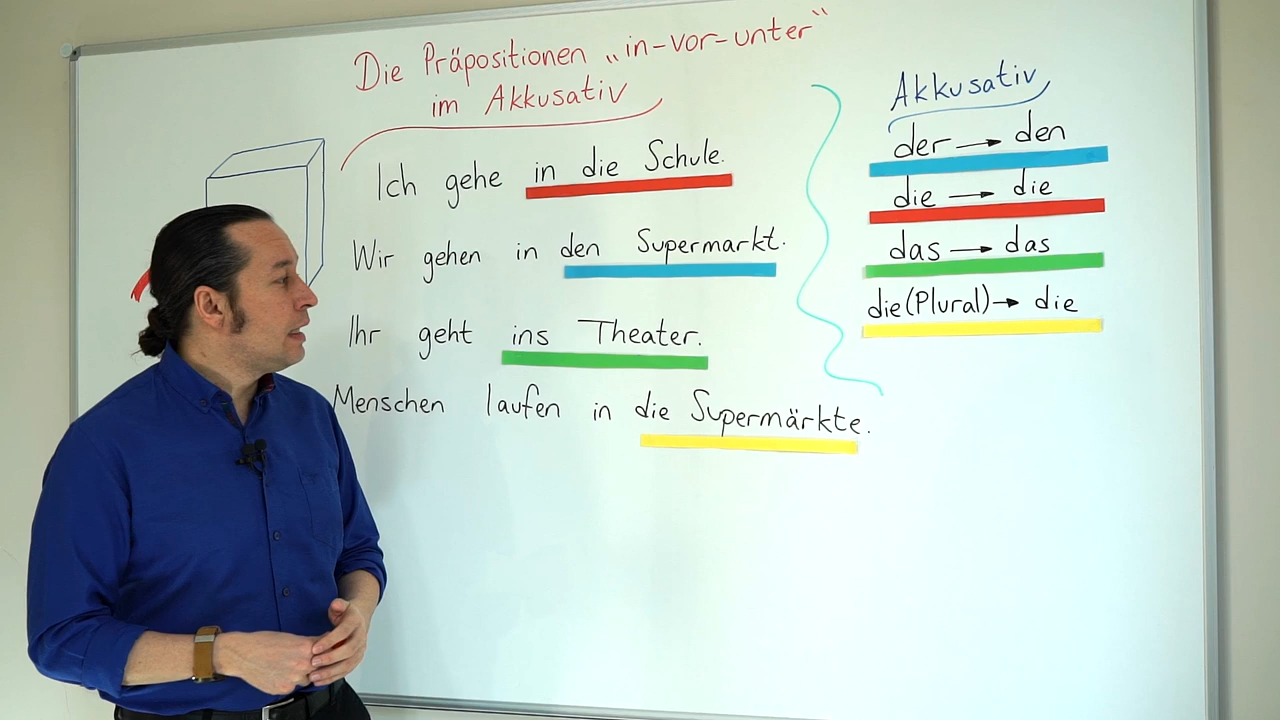 Die Präpositionen „in-vor-unter“
im Akkusativ
Ich gehe in die Schule.
Wir gehen in den Supermarkt.
Ihr geht ins Theater.
Menschen laufen in die Supermärkte.
Akkusativ
der → den
die → die
das → das
die (Plural) → die